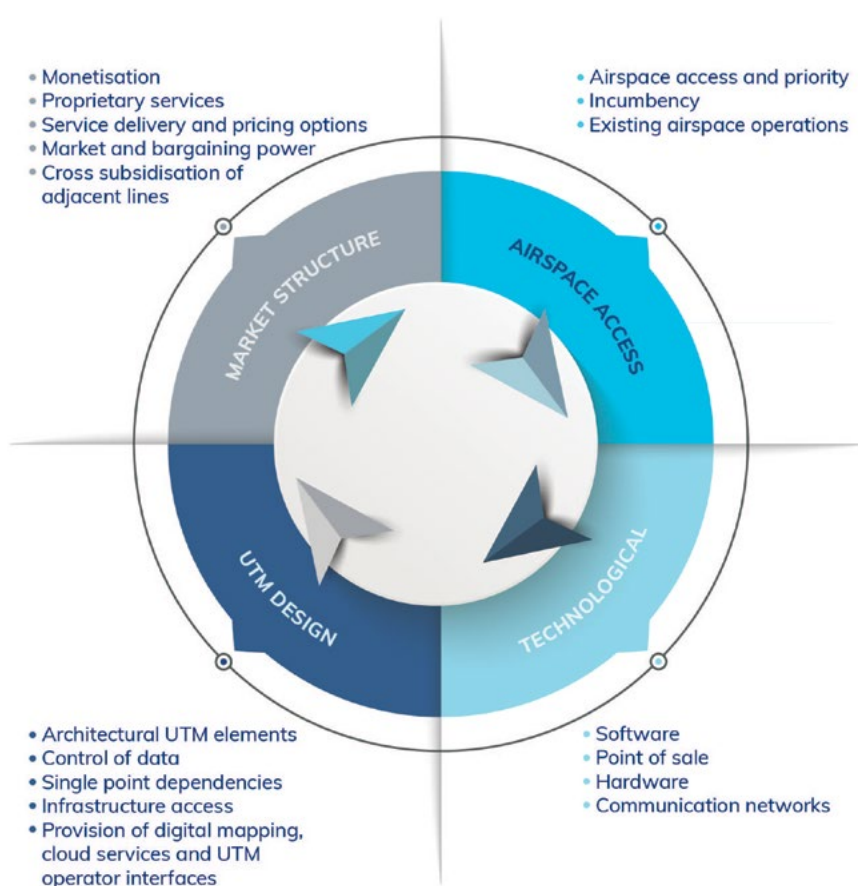 • Monetisation
• Proprietary services
• Service delivery and pricing options
• Market and bargaining power
• Cross subsidisation of
adjacent lines
• Airspace access and priority
• Incumbency
• Existing airspace operations
MARKET STRUCTURE
AIRSPACE ACCESS
UTM DESIGN
TECHNOLOGICAL
• Architectural UTM elements
• Control of data
• Single point dependencies
• Infrastructure access
• Provision of digital mapping,
cloud services and UTM
operator interfaces
• Software
• Point of sale
• Hardware
• Communication networks